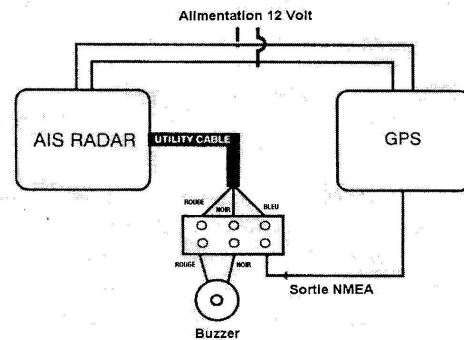 Alimentation 12 Volt
AIS RADAR
UTILITY CABLE
GPS
ROUGE
NOIR
BLEU
ROUGE
NOIR
Sortie NMEA
Buzzer